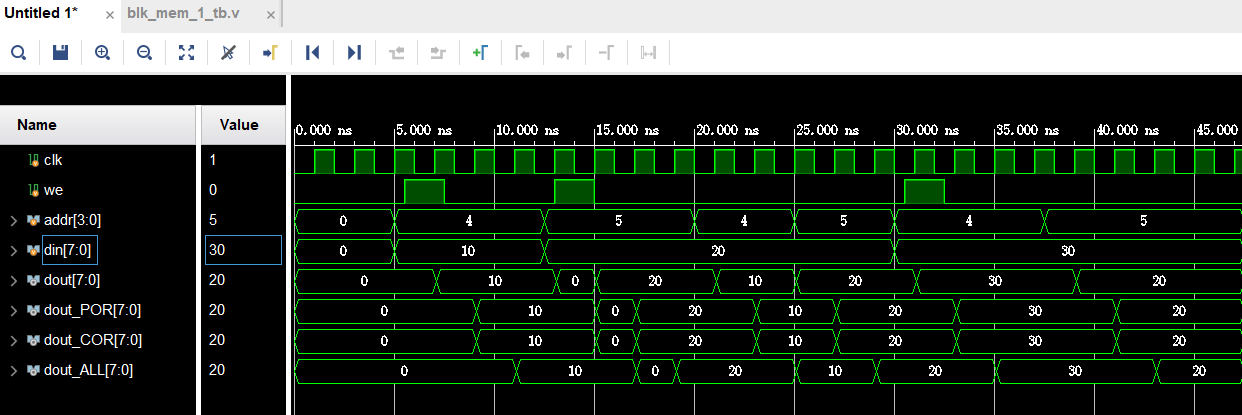 Untitled 1* × blk_mem_1_tb.v ×
Name Value
0.000 ns 5.000 ns 10.000 ns 15.000 ns 20.000 ns 25.000 ns 30.000 ns 35.000 ns 40.000 ns 45.000
clk 1
we 0
addr[3:0] 5 0 4 5 4 5 4 5
din[7:0] 30 0 10 20 30
dout[7:0] 20 0 10 0 20 10 20 30 20
dout_POR[7:0] 20 0 10 0 20 10 20 30 20
dout_COR[7:0] 20 0 10 0 20 10 20 30 20
dout_ALL[7:0] 20 0 10 0 20 10 20 30 20